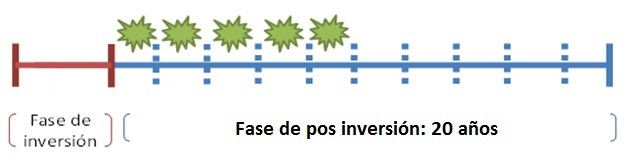 Fase de
inversión
Fase de pos inversión: 20 años